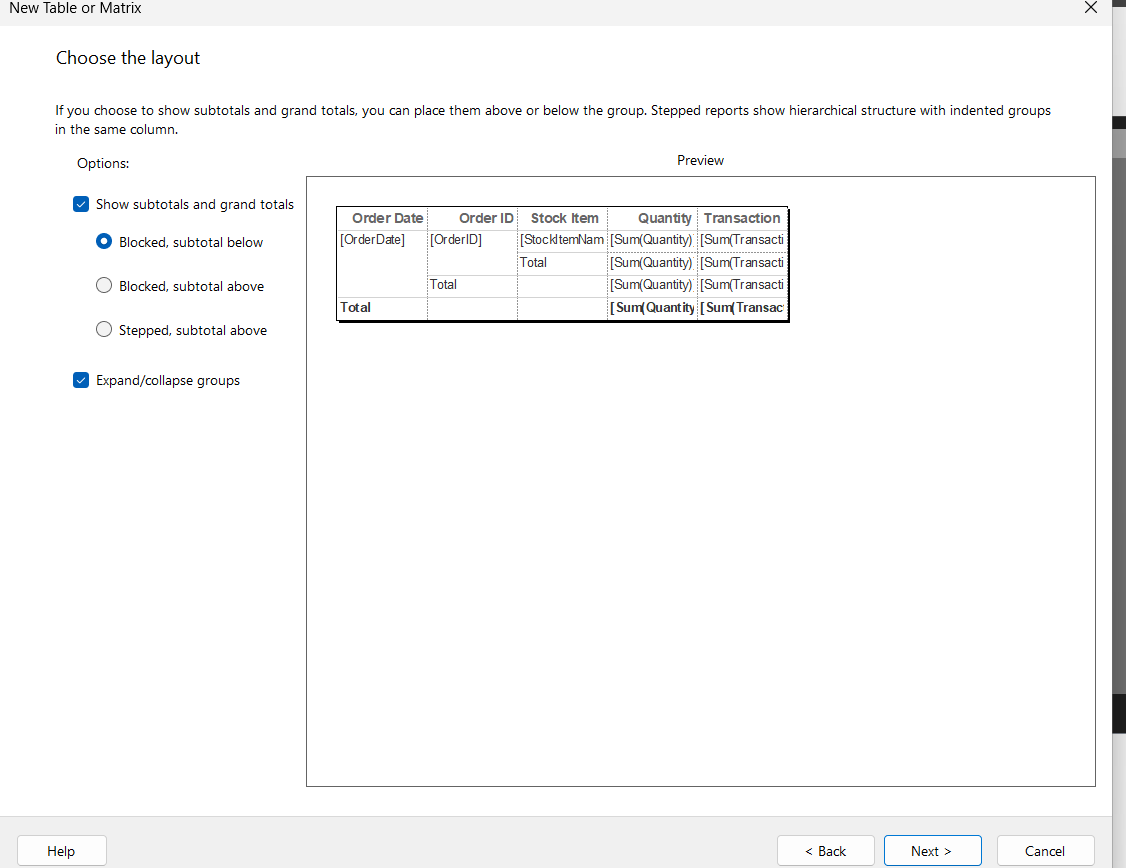 New Table or Matrix
Choose the layout
If you choose to show subtotals and grand totals, you can place them above or below the group. Stepped reports show hierarchical structure with indented groups
in the same column.
Options:
Preview
Show subtotals and grand totals
Blocked, subtotal below
Blocked, subtotal above
Stepped, subtotal above
Expand/collapse groups
Order Date Order ID Stock Item Quantity Transaction
[OrderDate] [OrderID] [StockItemNam [Sum(Quantity) [Sum(Transacti
Total [Sum(Quantity) [Sum(Transacti
Total [Sum(Quantity) [Sum(Transacti
Total [Sum(Quantity [Sum(Transac
Help
< Back
Next >
Cancel